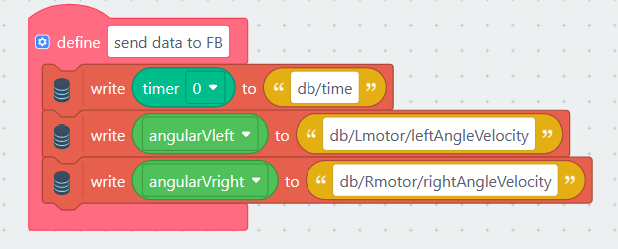 define send data to FB
write timer 0 to “ db/time ”
write angularVleft to “ db/Lmotor/leftAngleVelocity ”
write angularVright to “ db/Rmotor/rightAngleVelocity ”